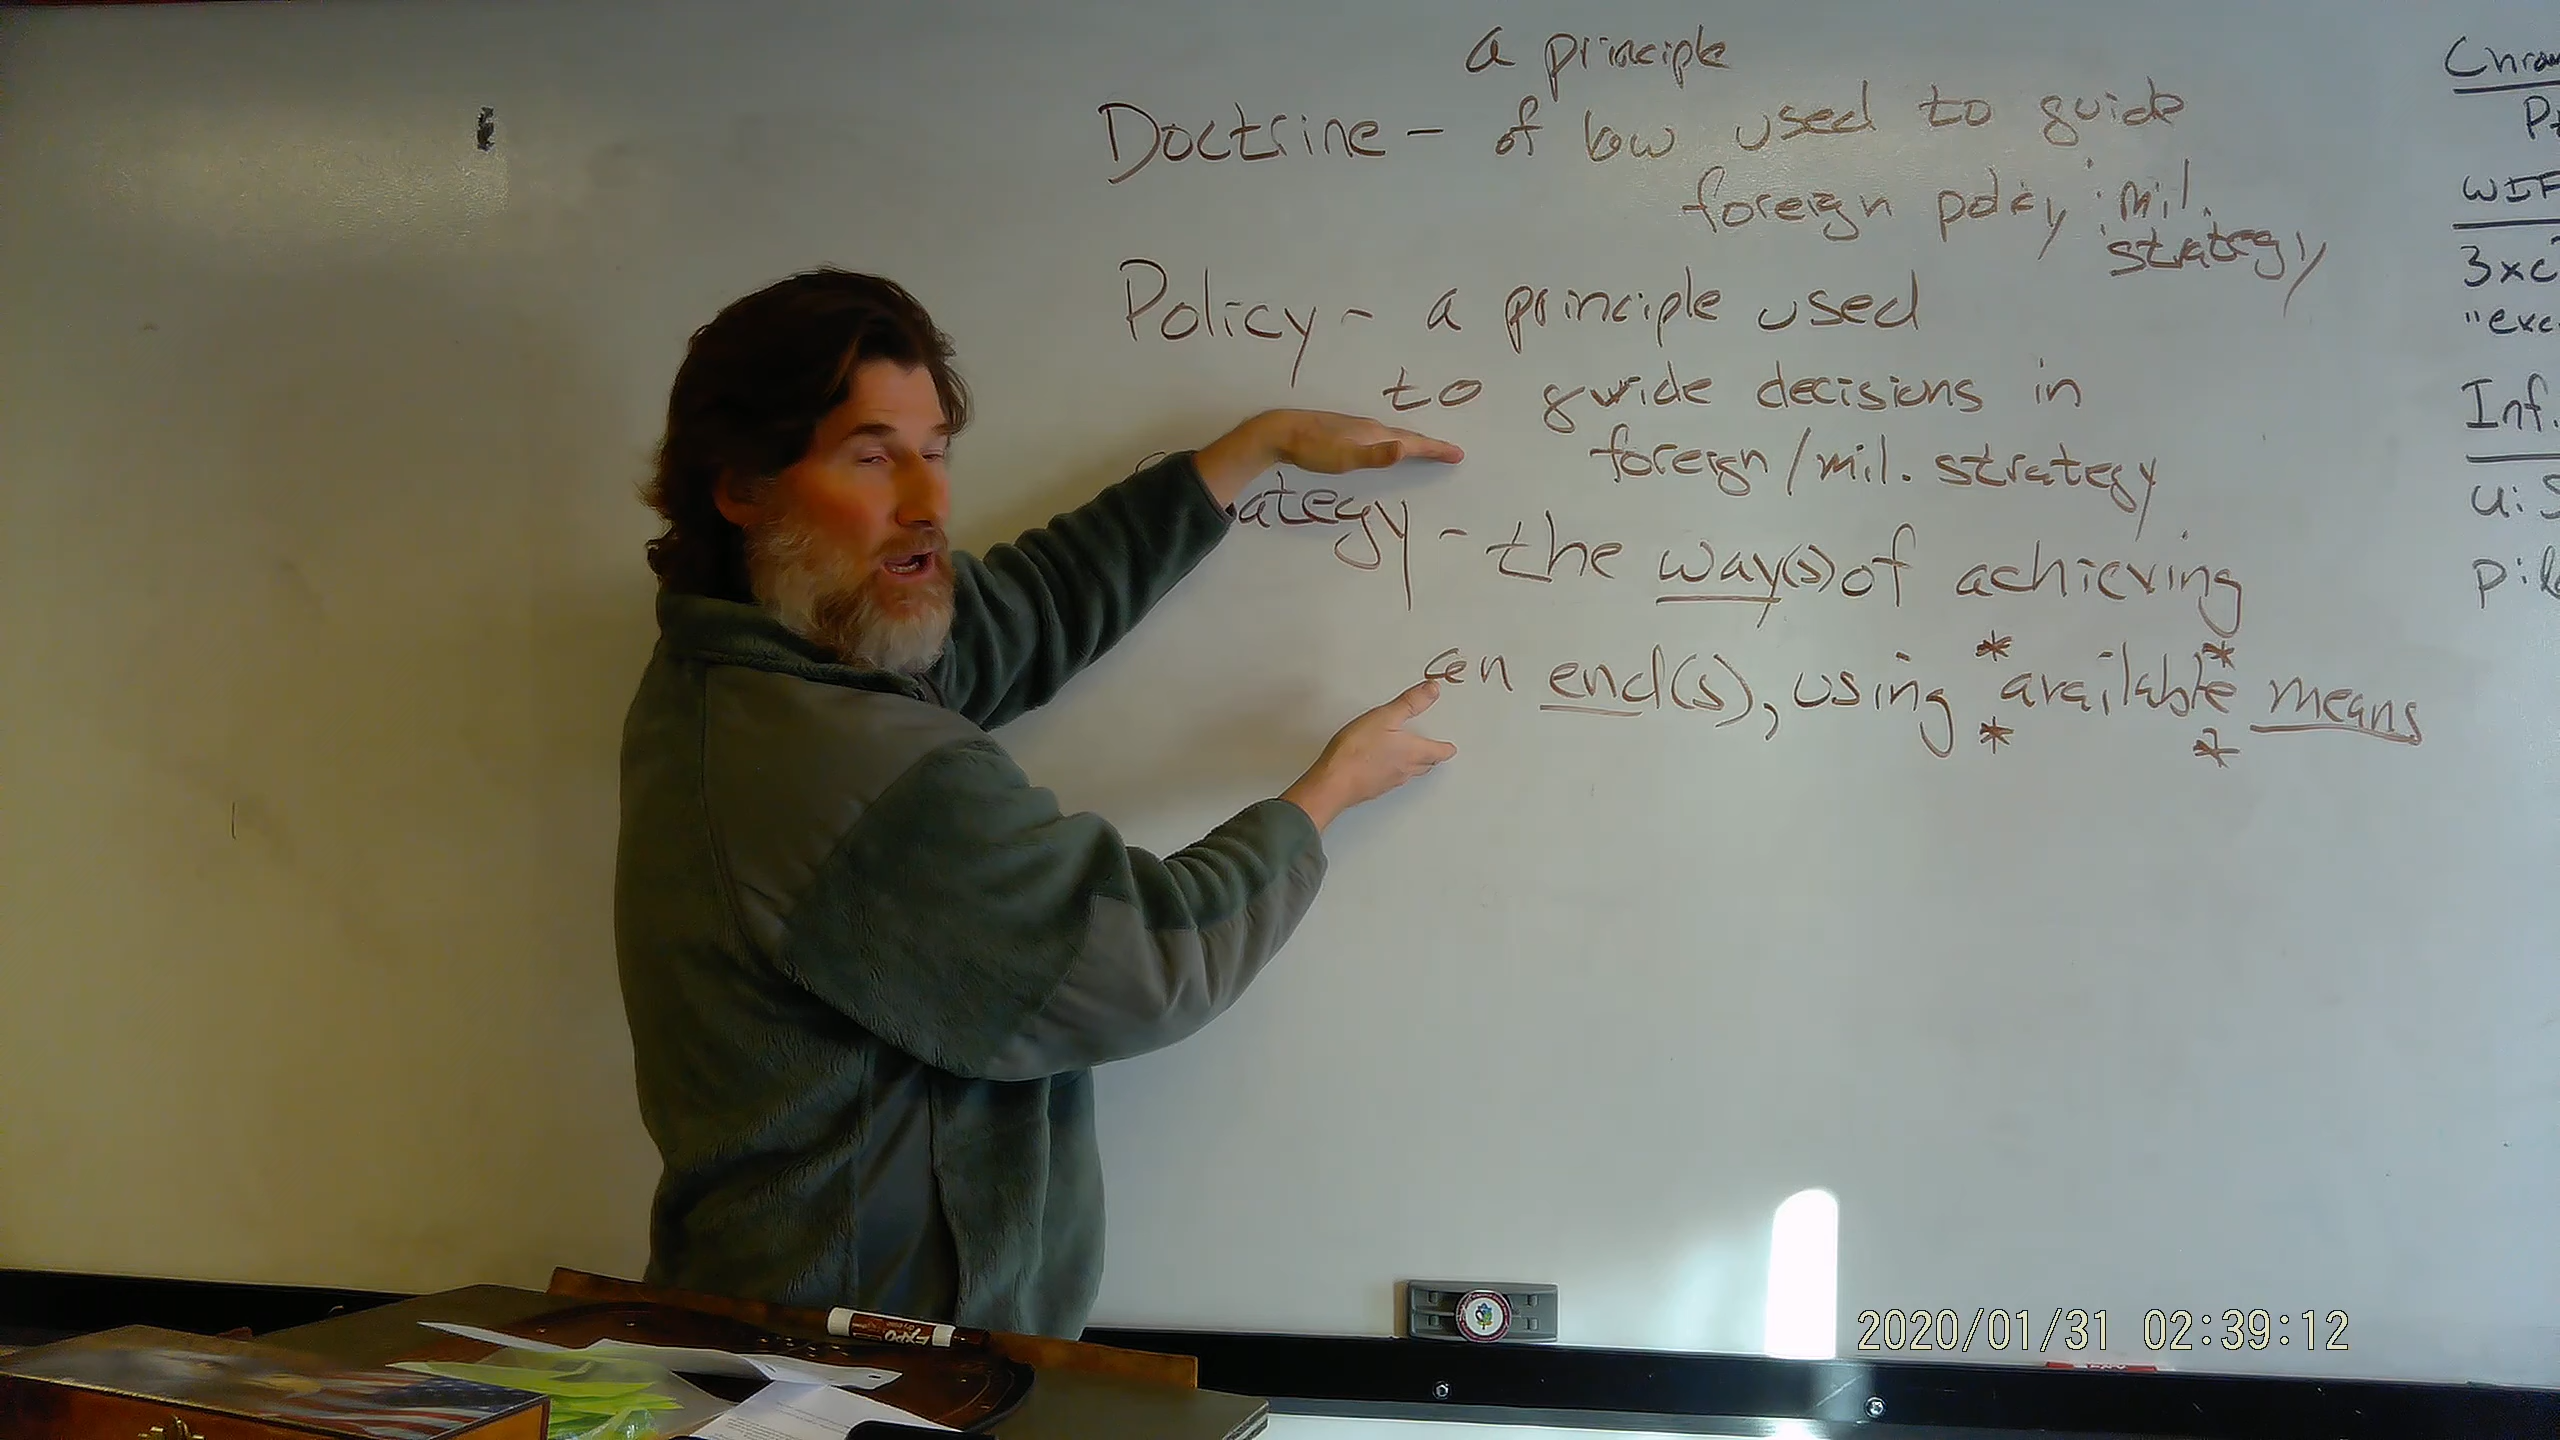 a principle
Doctrine - of law used to guide
foreign policy mil.
strategy
Policy - a principle used
to guide decisions in
foreign/mil. strategy
ategy - the way(s) of achieving
an end(s), using *available* means
* *
3xc
"exc
Inf.
u:S
EXPO
2020/01/31 02:39:12